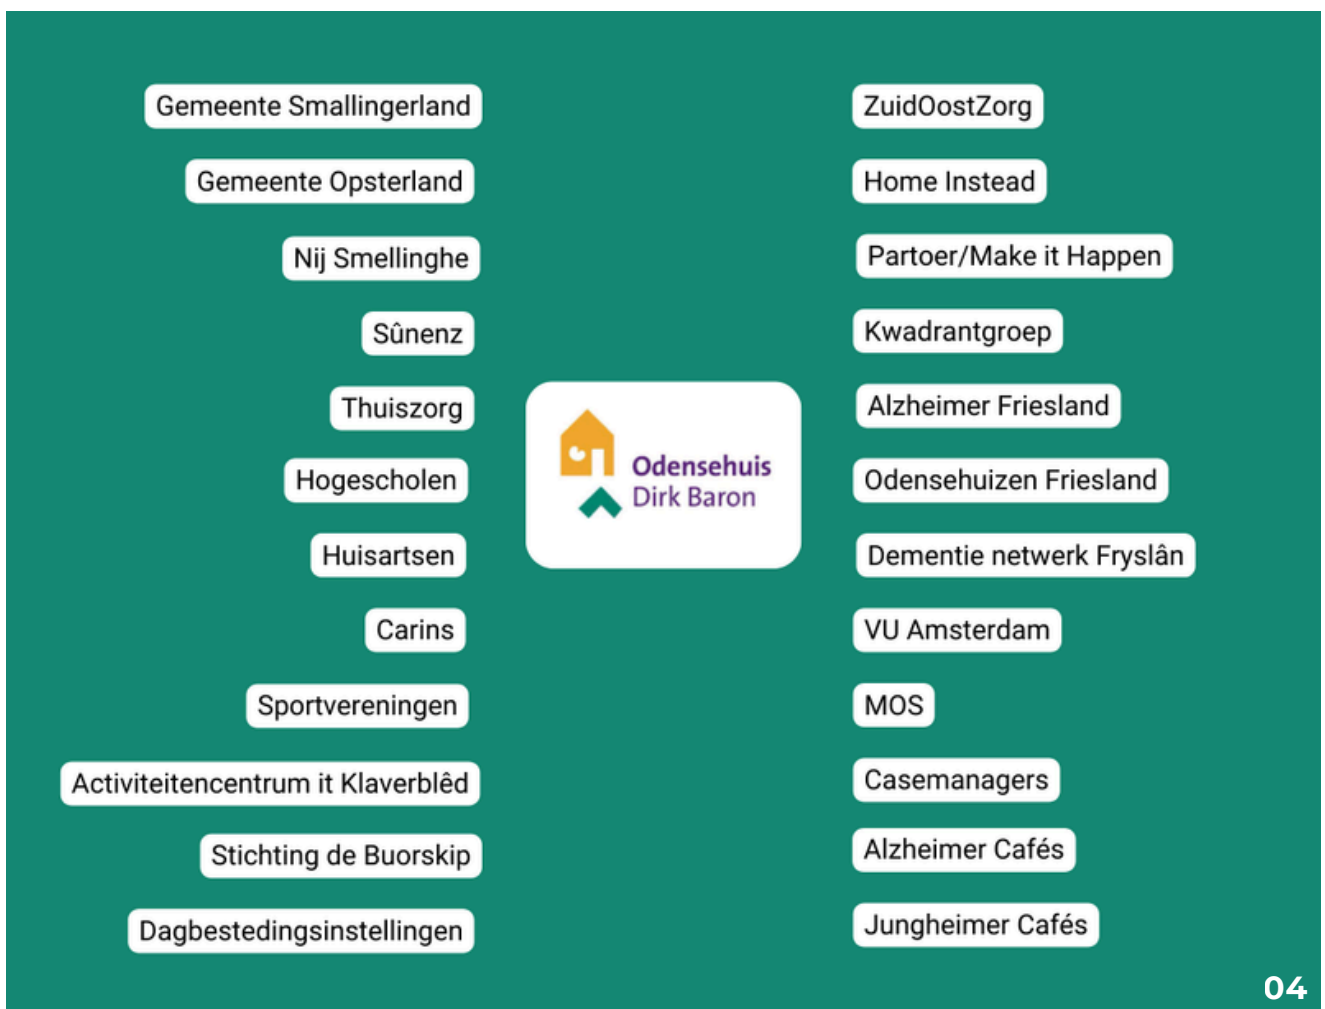 Gemeente Smallingerland
Gemeente Opsterland
Nij Smellinghe
Sûnenz
Thuiszorg
Hogescholen
Huisartsen
Carins
Sportvereningen
Activiteitencentrum it Klaverblêd
Stichting de Buorskip
Dagbestedingsinstellingen
Odensehuis
Dirk Baron
ZuidOostZorg
Home Instead
Partoer/Make it Happen
Kwadrantgroep
Alzheimer Friesland
Odensehuizen Friesland
Dementie netwerk Fryslân
VU Amsterdam
MOS
Casemanagers
Alzheimer Cafés
Jungheimer Cafés
04